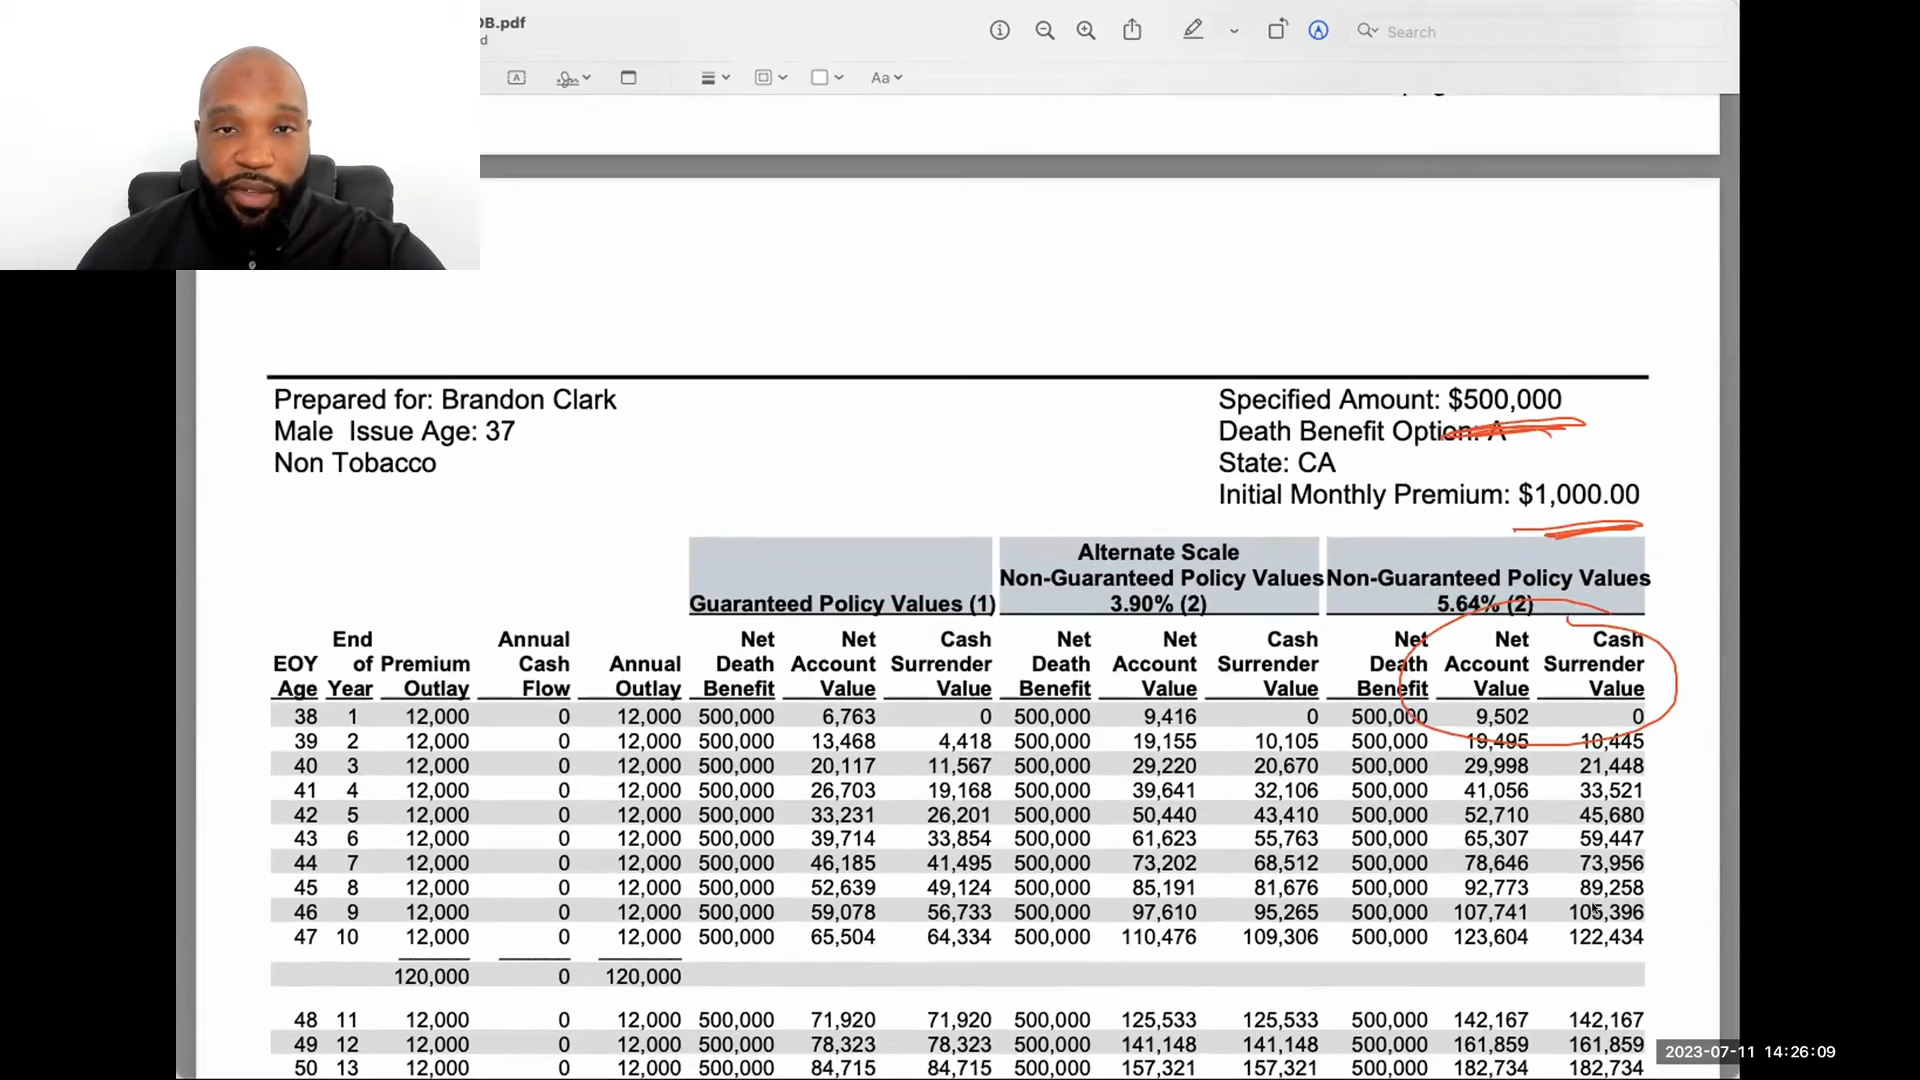 DB.pdf
d
Search
A
Aa
Prepared for: Brandon Clark
Male Issue Age: 37
Non Tobacco
Specified Amount: $500,000
Death Benefit Option: A
State: CA
Initial Monthly Premium: $1,000.00
Guaranteed Policy Values (1)
Alternate Scale
Non-Guaranteed Policy Values
3.90% (2)
Non-Guaranteed Policy Values
5.64% (2)
EOY Age End of Year Premium Outlay Annual Cash Flow Annual Outlay Net Death Benefit Net Account Value Cash Surrender Value Net Death Benefit Net Account Value Cash Surrender Value Net Death Benefit Net Account Value Cash Surrender Value
38 1 12,000 0 12,000 500,000 6,763 0 500,000 9,416 0 500,000 9,502 0
39 2 12,000 0 12,000 500,000 13,468 4,418 500,000 19,155 10,105 500,000 19,495 10,445
40 3 12,000 0 12,000 500,000 20,117 11,567 500,000 29,220 20,670 500,000 29,998 21,448
41 4 12,000 0 12,000 500,000 26,703 19,168 500,000 39,641 32,106 500,000 41,056 33,521
42 5 12,000 0 12,000 500,000 33,231 26,201 500,000 50,440 43,410 500,000 52,710 45,680
43 6 12,000 0 12,000 500,000 39,714 33,854 500,000 61,623 55,763 500,000 65,307 59,447
44 7 12,000 0 12,000 500,000 46,185 41,495 500,000 73,202 68,512 500,000 78,646 73,956
45 8 12,000 0 12,000 500,000 52,639 49,124 500,000 85,191 81,676 500,000 92,773 89,258
46 9 12,000 0 12,000 500,000 59,078 56,733 500,000 97,610 95,265 500,000 107,741 105,396
47 10 12,000 0 12,000 500,000 65,504 64,334 500,000 110,476 109,306 500,000 123,604 122,434
120,000 0 120,000
48 11 12,000 0 12,000 500,000 71,920 71,920 500,000 125,533 125,533 500,000 142,167 142,167
49 12 12,000 0 12,000 500,000 78,323 78,323 500,000 141,148 141,148 500,000 161,859 161,859
50 13 12,000 0 12,000 500,000 84,715 84,715 500,000 157,321 157,321 500,000 182,734 182,734
2023-07-11 14:26:09